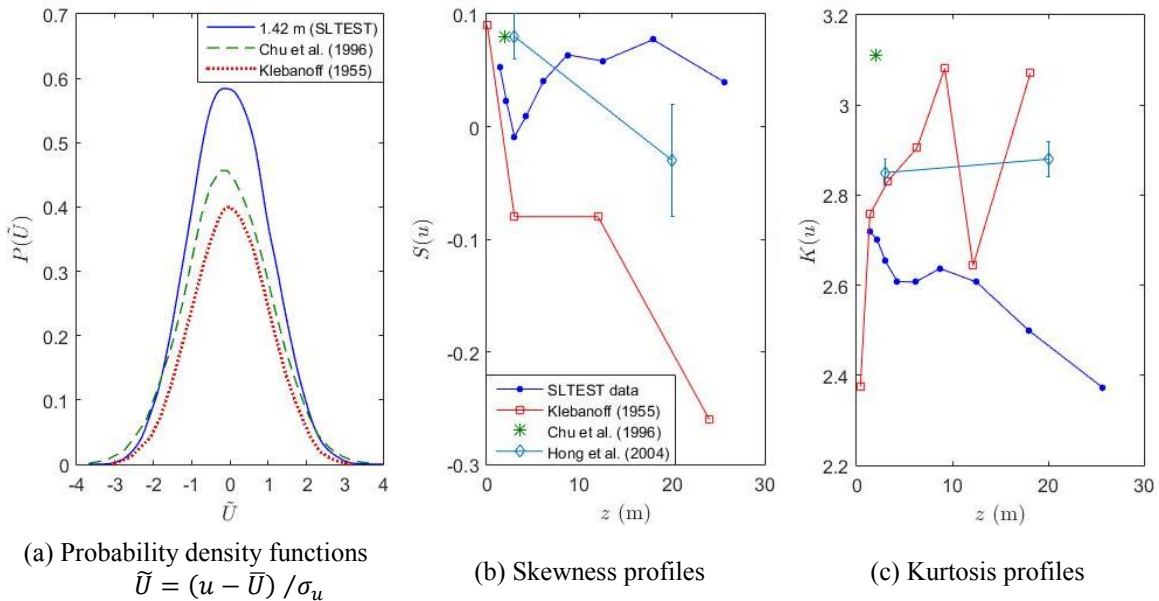 0.7
0.6
0.5
0.4
0.3
0.2
0.1
0
P(Ũ)
1.42 m (SLTEST)
Chu et al. (1996)
Klebanoff (1955)
-4 -3 -2 -1 0 1 2 3 4
Ũ
(a) Probability density functions
Ũ = (u − Ū) /σᵤ
0.1
0
-0.1
-0.2
-0.3
S(u)
SLTEST data
Klebanoff (1955)
Chu et al. (1996)
Hong et al. (2004)
0 10 20 30
z (m)
(b) Skewness profiles
3.2
3
2.8
2.6
2.4
2.2
K(u)
0 10 20 30
z (m)
(c) Kurtosis profiles